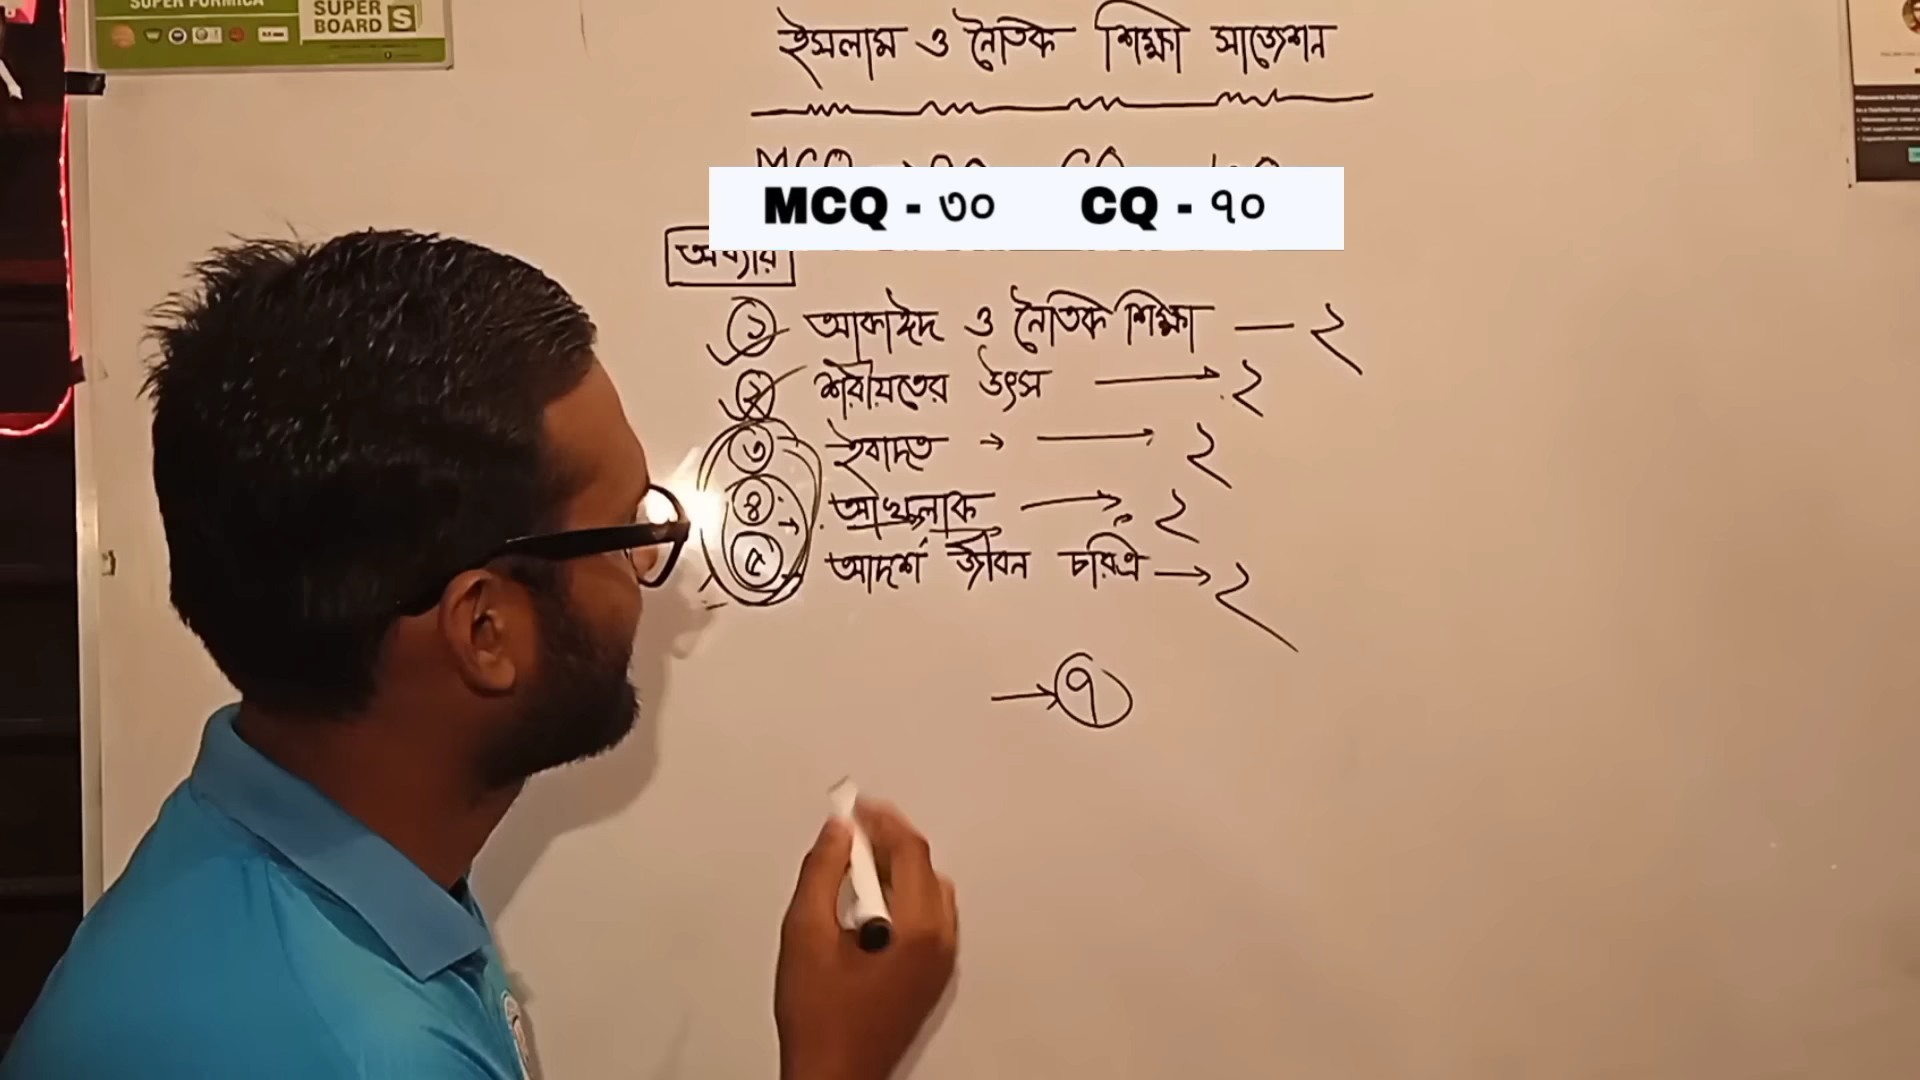 SUPER FORMICA
SUPER BOARD S
ইসলাম ও নৈতিক শিক্ষা সাজেশন
MCQ - ৩০ CQ - ৭০
অধ্যায়
১ আকাঈদ ও নৈতিক শিক্ষা — ২
২ শরীয়তের উৎস → ২
৩ ইবাদত → → ২
৪ → আখলাক → ২
৫ আদর্শ জীবন চরিত্র → ২
→ ৭